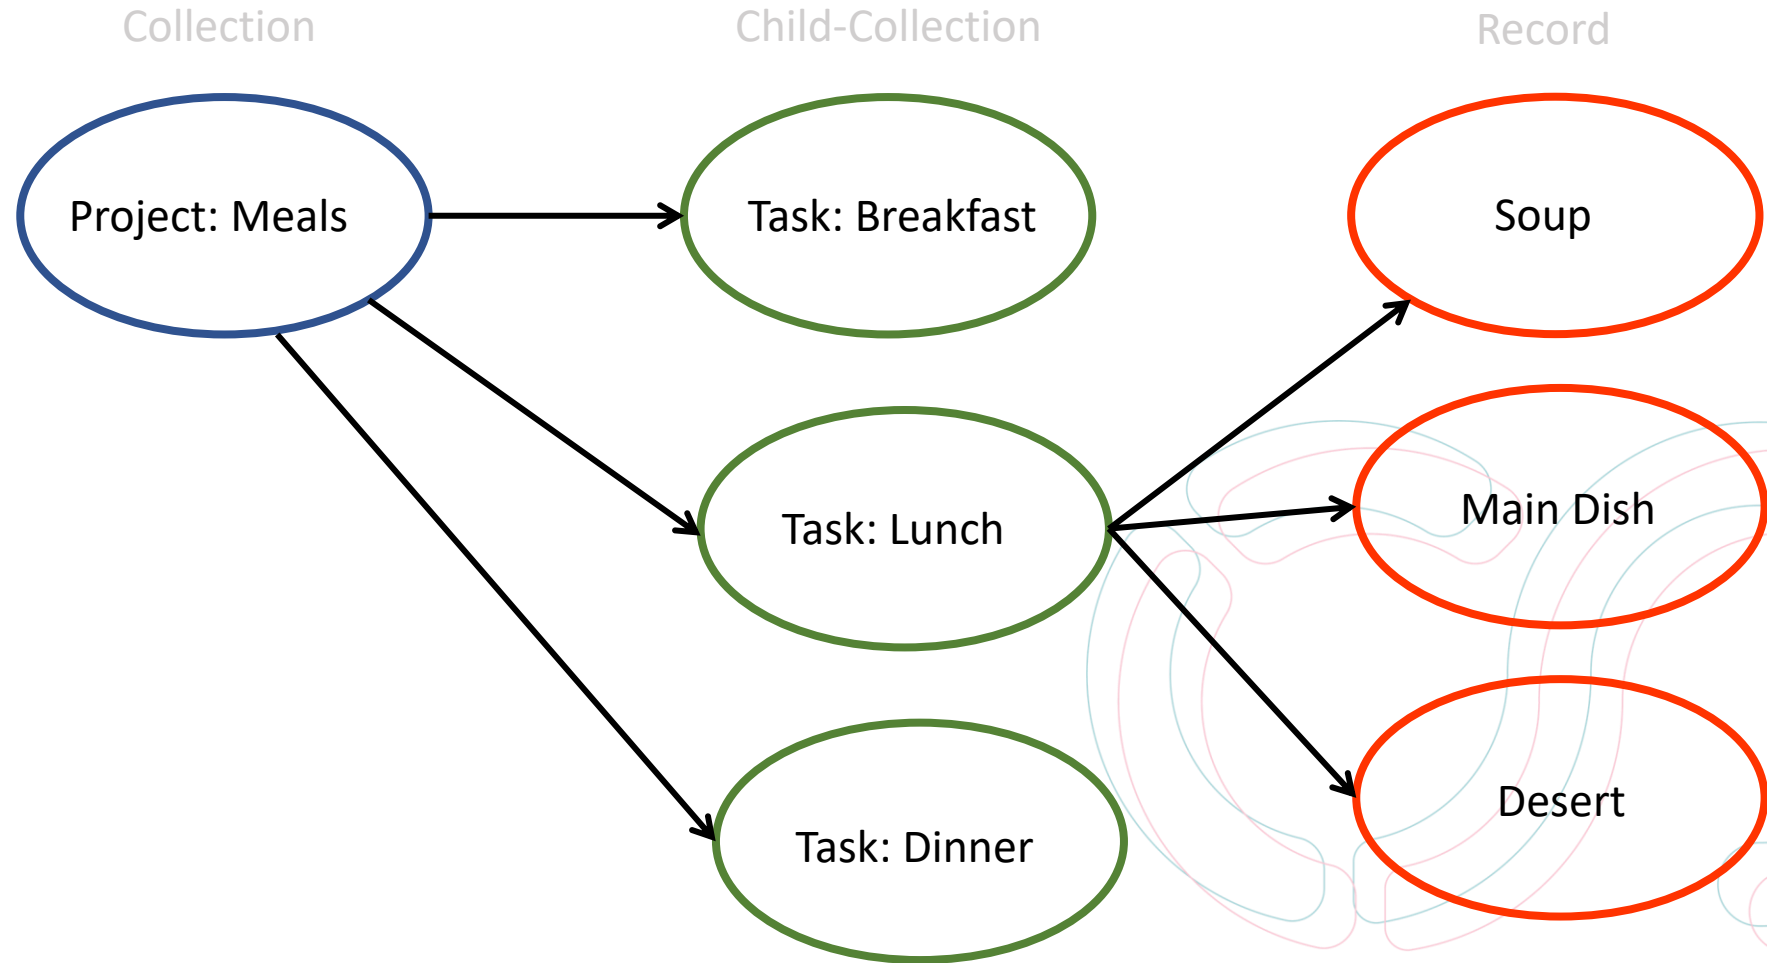 Collection
Child-Collection
Record
Project: Meals
Task: Breakfast
Soup
Task: Lunch
Main Dish
Task: Dinner
Desert